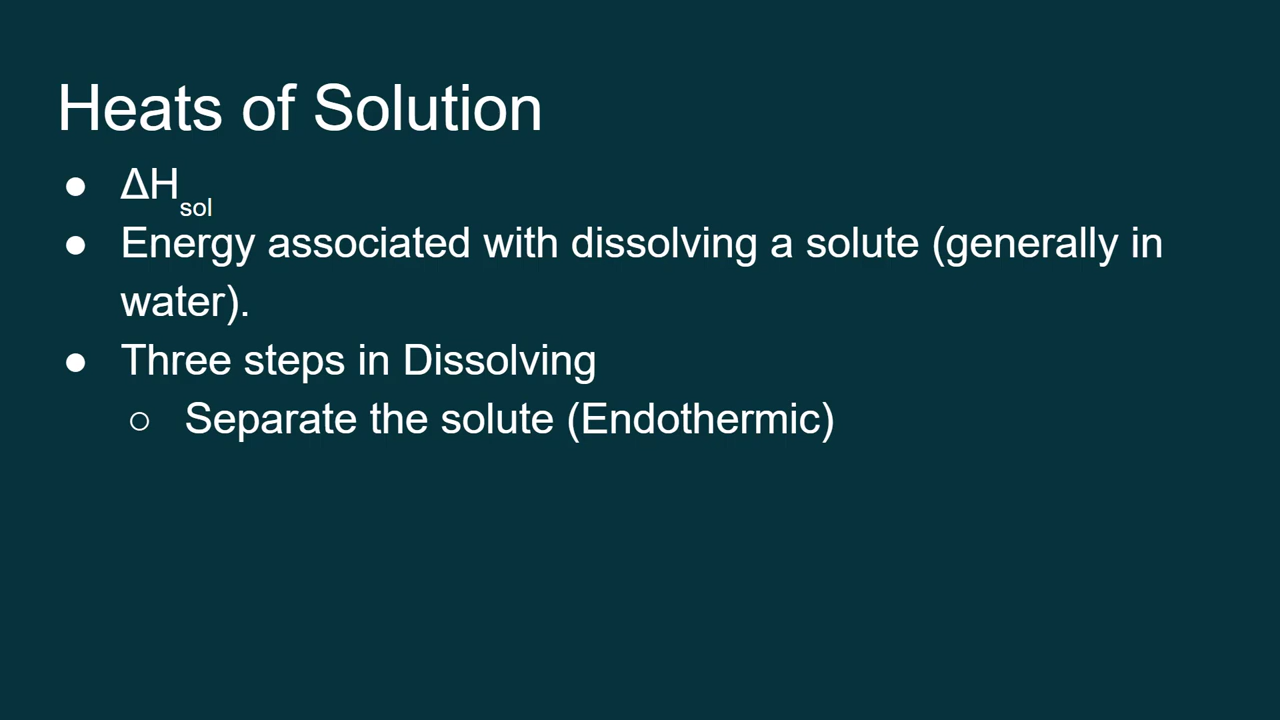 Heats of Solution
● ΔHsol
● Energy associated with dissolving a solute (generally in
water).
● Three steps in Dissolving
○ Separate the solute (Endothermic)